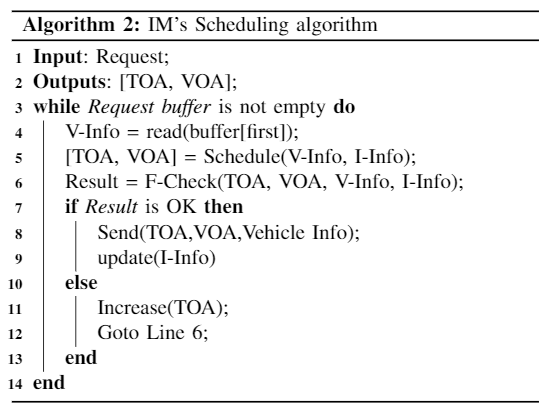 Algorithm 2: IM's Scheduling algorithm
1 Input: Request;
2 Outputs: [TOA, VOA];
3 while Request buffer is not empty do
4 V-Info = read(buffer[first]);
5 [TOA, VOA] = Schedule(V-Info, I-Info);
6 Result = F-Check(TOA, VOA, V-Info, I-Info);
7 if Result is OK then
8 Send(TOA,VOA,Vehicle Info);
9 update(I-Info)
10 else
11 Increase(TOA);
12 Goto Line 6;
13 end
14 end